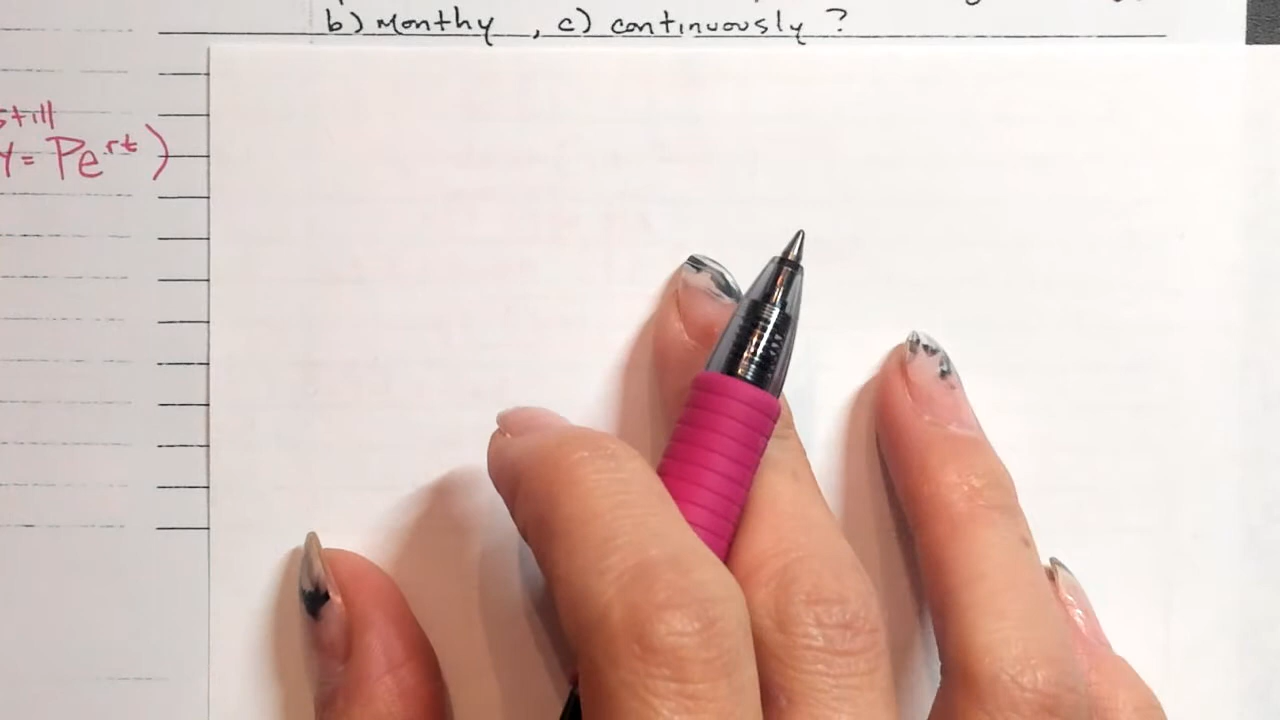 b) monthy , c) continuously ?
still
Y = Pe^rt )